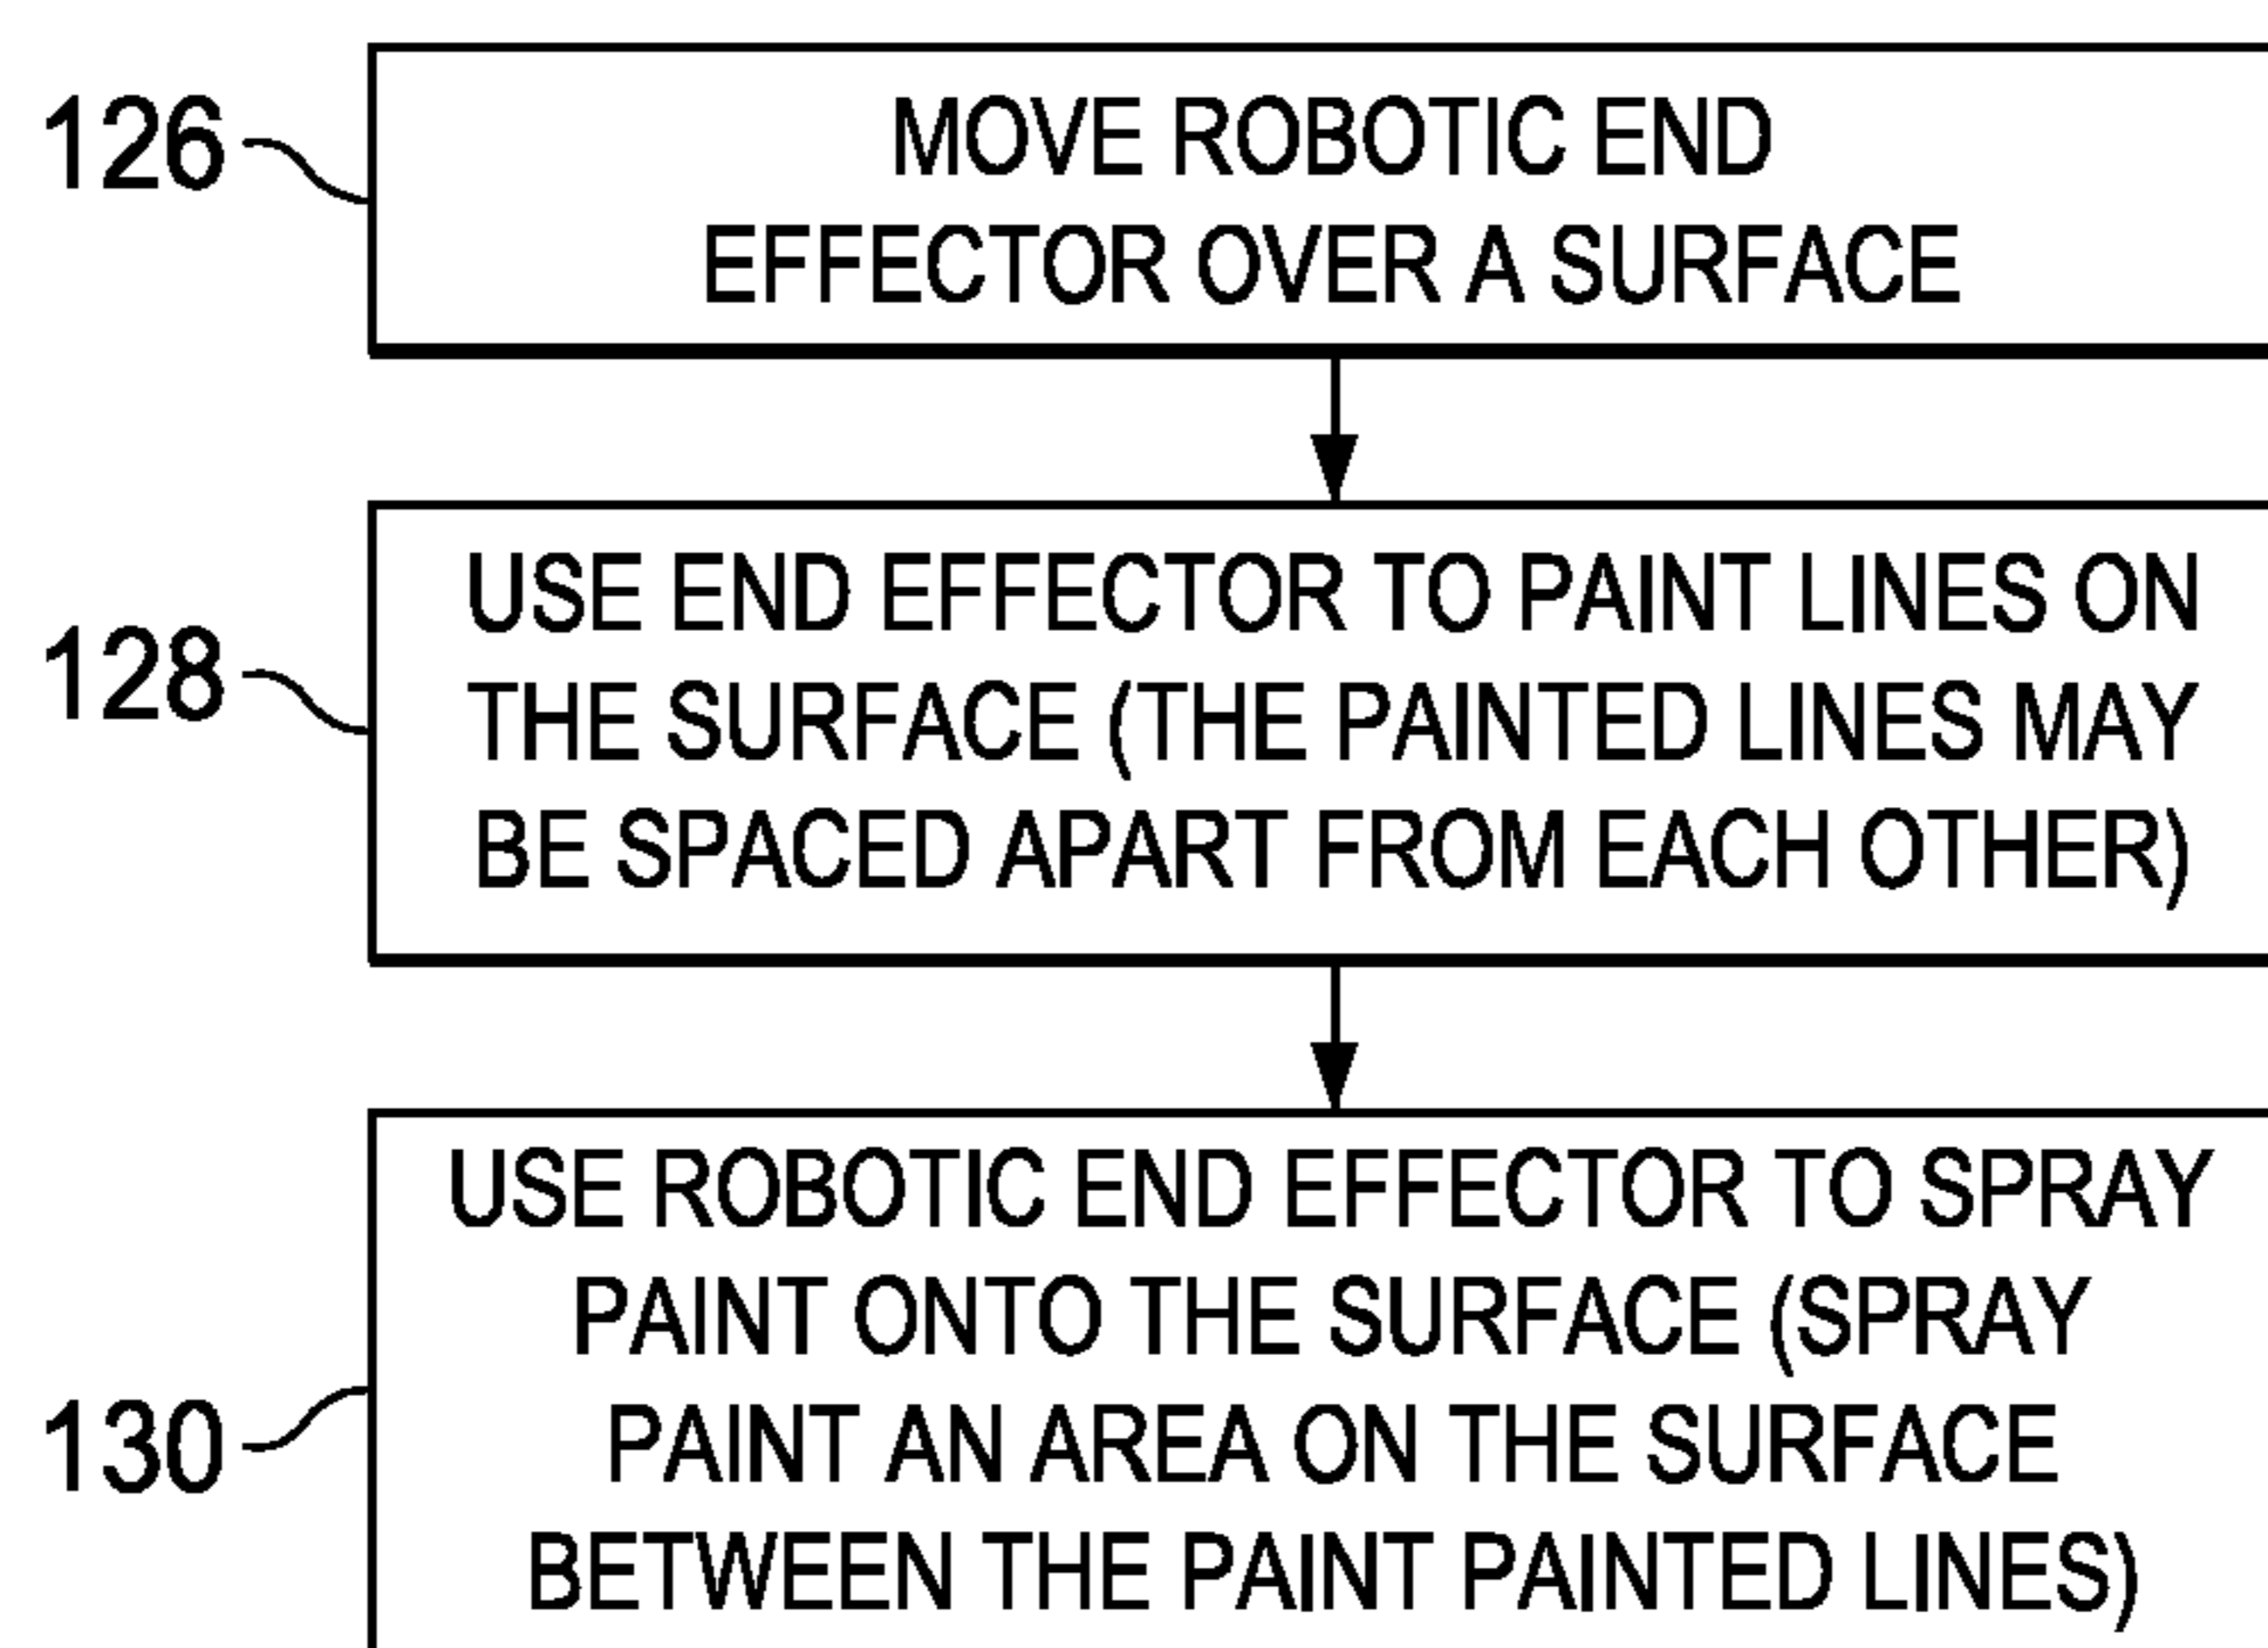 126
MOVE ROBOTIC END
EFFECTOR OVER A SURFACE
128
USE END EFFECTOR TO PAINT LINES ON
THE SURFACE (THE PAINTED LINES MAY
BE SPACED APART FROM EACH OTHER)
130
USE ROBOTIC END EFFECTOR TO SPRAY
PAINT ONTO THE SURFACE (SPRAY
PAINT AN AREA ON THE SURFACE
BETWEEN THE PAINT PAINTED LINES)